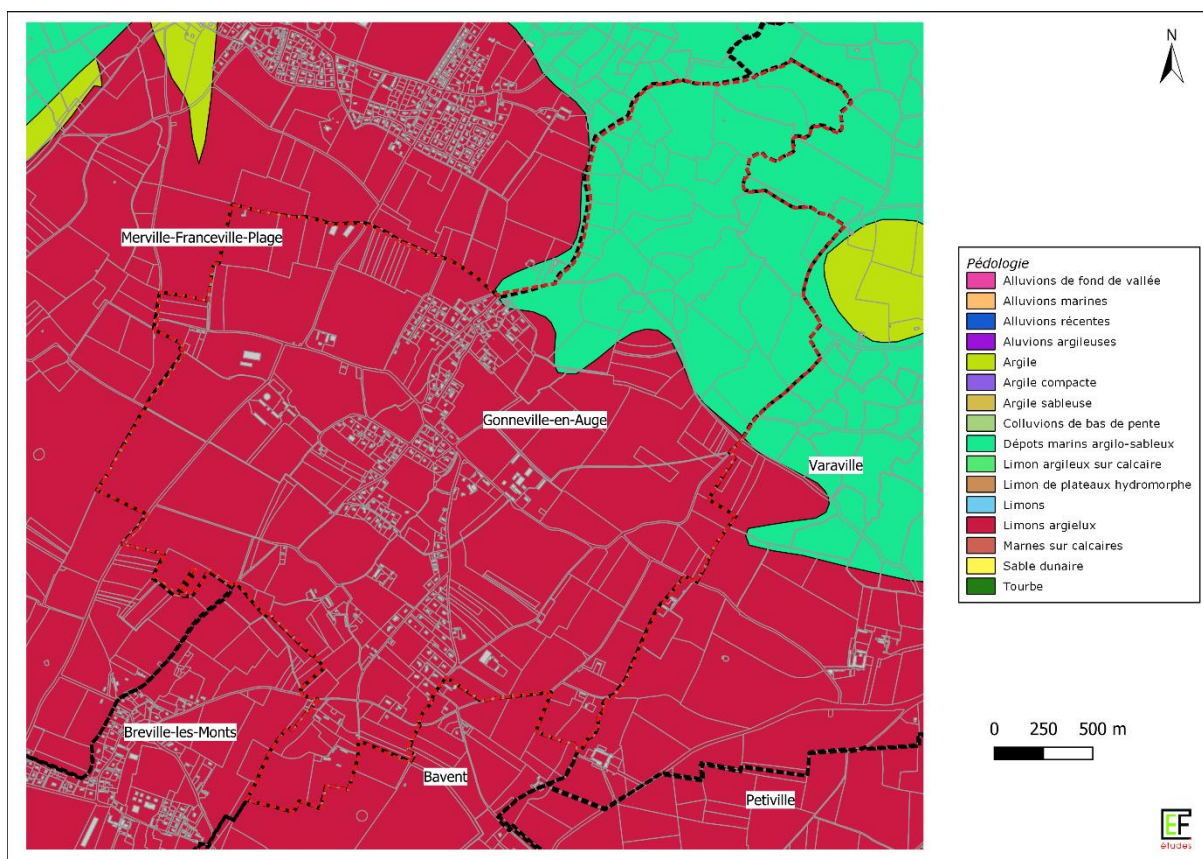 N
Merville-Franceville-Plage
Gonneville-en-Auge
Varaville
Breville-les-Monts
Bavent
Petiville
Pédologie
Alluvions de fond de vallée
Alluvions marines
Alluvions récentes
Aluvions argileuses
Argile
Argile compacte
Argile sableuse
Colluvions de bas de pente
Dépots marins argilo-sableux
Limon argileux sur calcaire
Limon de plateaux hydromorphe
Limons
Limons argielux
Marnes sur calcaires
Sable dunaire
Tourbe
0 250 500 m
EF
études